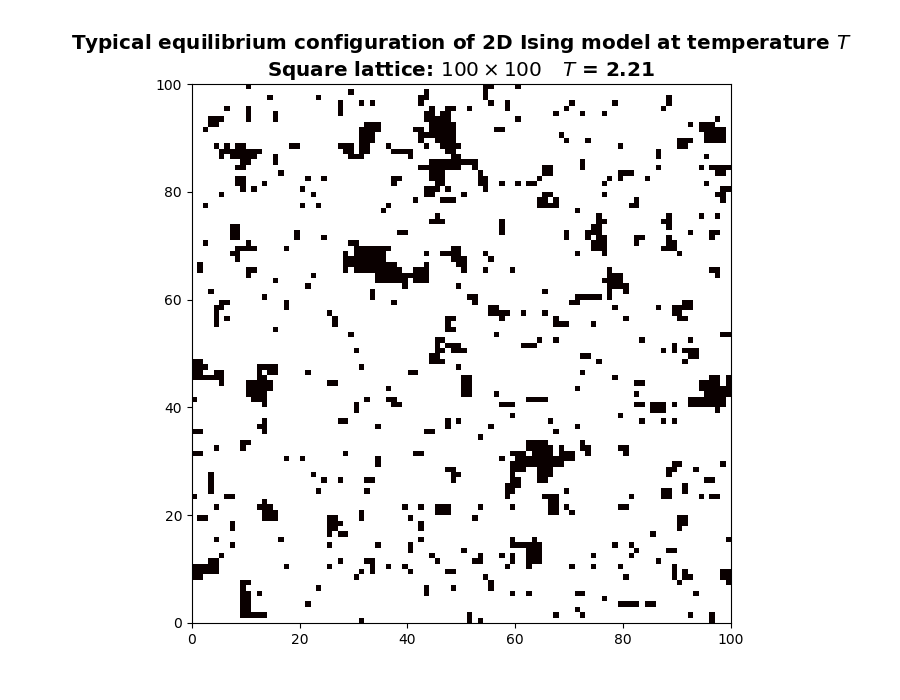 Typical equilibrium configuration of 2D Ising model at temperature T
Square lattice: 100 × 100 T = 2.21
100
80
60
40
20
0
0 20 40 60 80 100